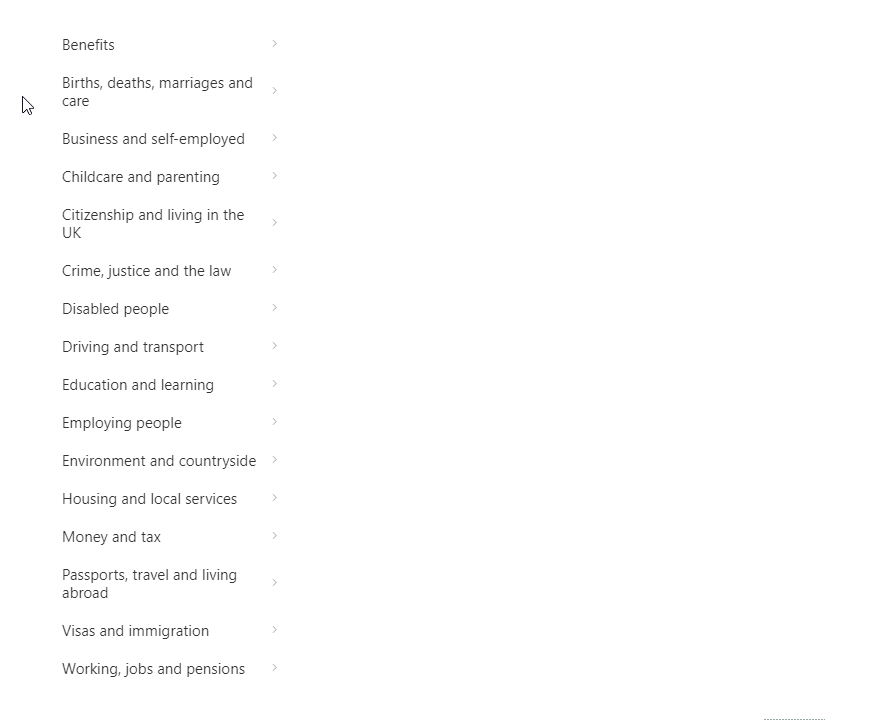 Benefits
Births, deaths, marriages and
care
Business and self-employed
Childcare and parenting
Citizenship and living in the
UK
Crime, justice and the law
Disabled people
Driving and transport
Education and learning
Employing people
Environment and countryside
Housing and local services
Money and tax
Passports, travel and living
abroad
Visas and immigration
Working, jobs and pensions